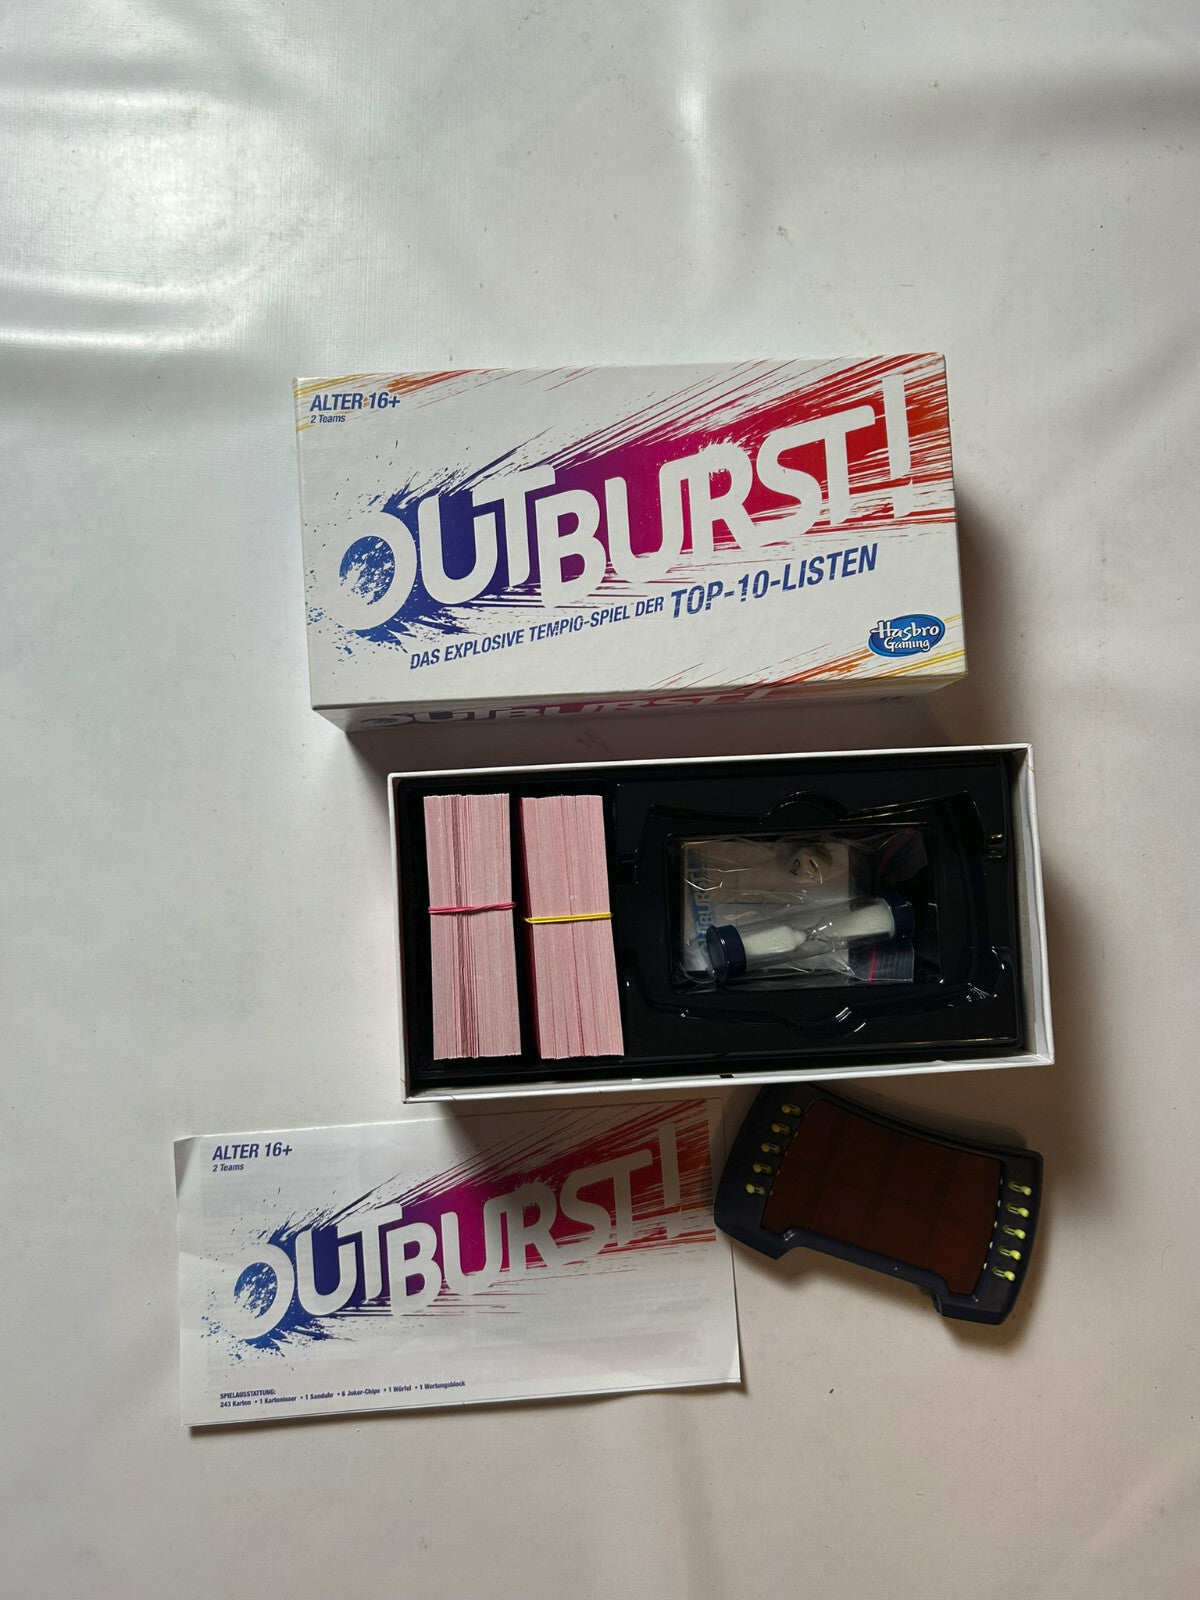 ALTER 16+
2 Teams
OUTBURST!
DAS EXPLOSIVE TEMPO-SPIEL DER TOP-10-LISTEN
Hasbro
Gaming
OUTBURST!
ALTER 16+
2 Teams
OUTBURST!
SPIELAUSSTATTUNG:
243 Karten • 1 Kartenleser • 1 Sanduhr • 6 Joker-Chips • 1 Würfel • 1 Wertungsblock